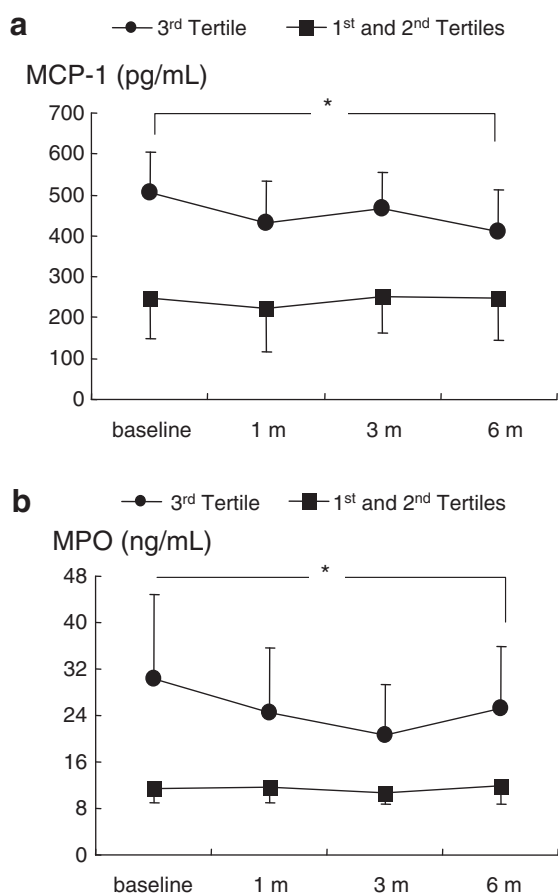 a
3rd Tertile 1st and 2nd Tertiles
MCP-1 (pg/mL)
700
*
600
500
400
300
200
100
0
baseline 1 m 3 m 6 m
b
3rd Tertile 1st and 2nd Tertiles
MPO (ng/mL)
48
*
40
32
24
16
8
0
baseline 1 m 3 m 6 m